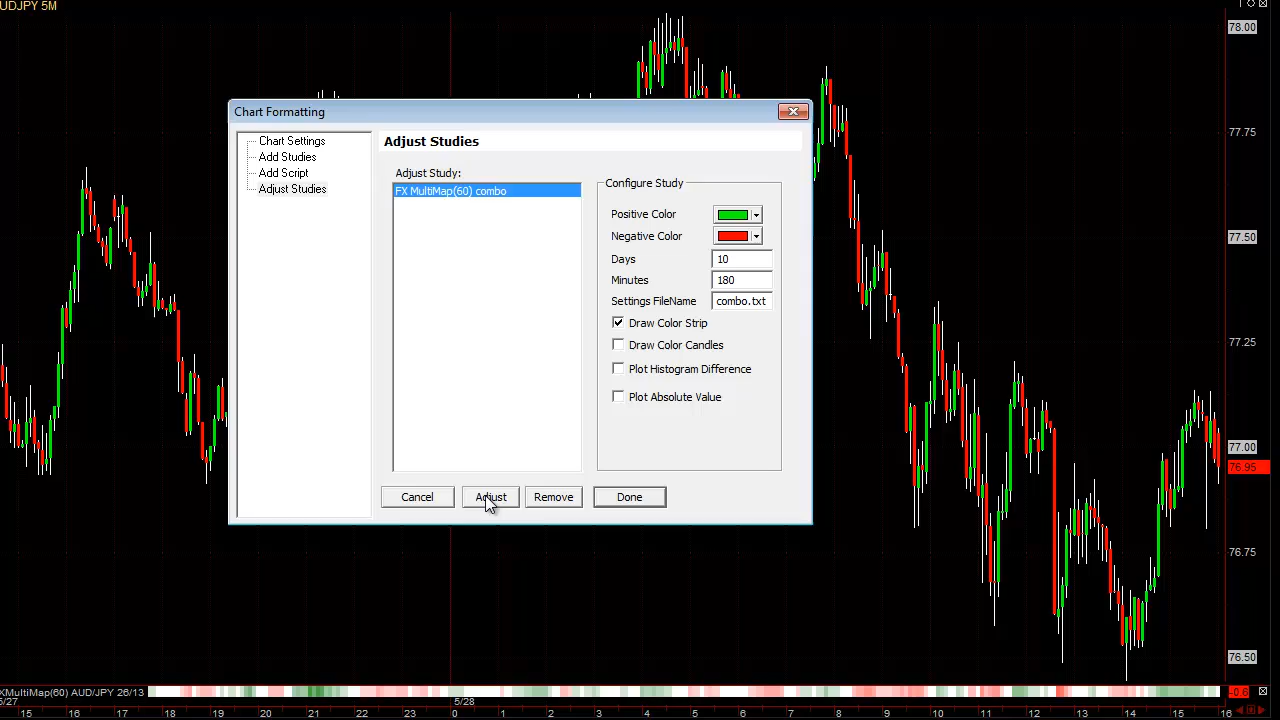 UDJPY 5M
78.00
Chart Formatting
Chart Settings
Add Studies
Add Script
Adjust Studies
Adjust Studies
Adjust Study:
FX MultiMap(60) combo
Configure Study
Positive Color
Negative Color
Days 10
Minutes 180
Settings FileName combo.txt
Draw Color Strip
Draw Color Candles
Plot Histogram Difference
Plot Absolute Value
Cancel Adjust Remove Done
77.75
77.50
77.25
77.00
76.95
76.75
76.50
XMultiMap(60) AUD/JPY 26/13
-0.6
5/27 5/28
15 16 17 18 19 20 21 22 23 0 1 2 3 4 5 6 7 8 9 10 11 12 13 14 15 16